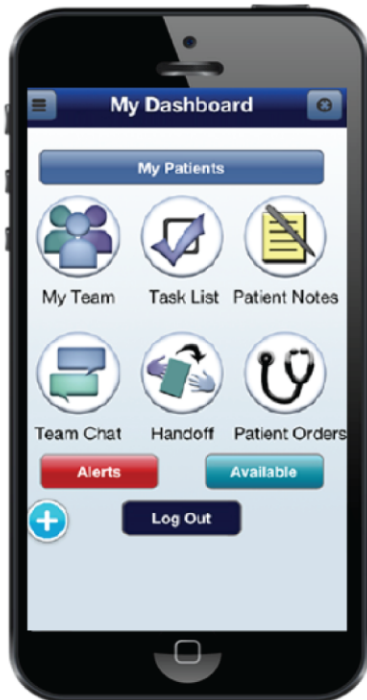 My Dashboard
My Patients
My Team Task List Patient Notes
Team Chat Handoff Patient Orders
Alerts Available
Log Out